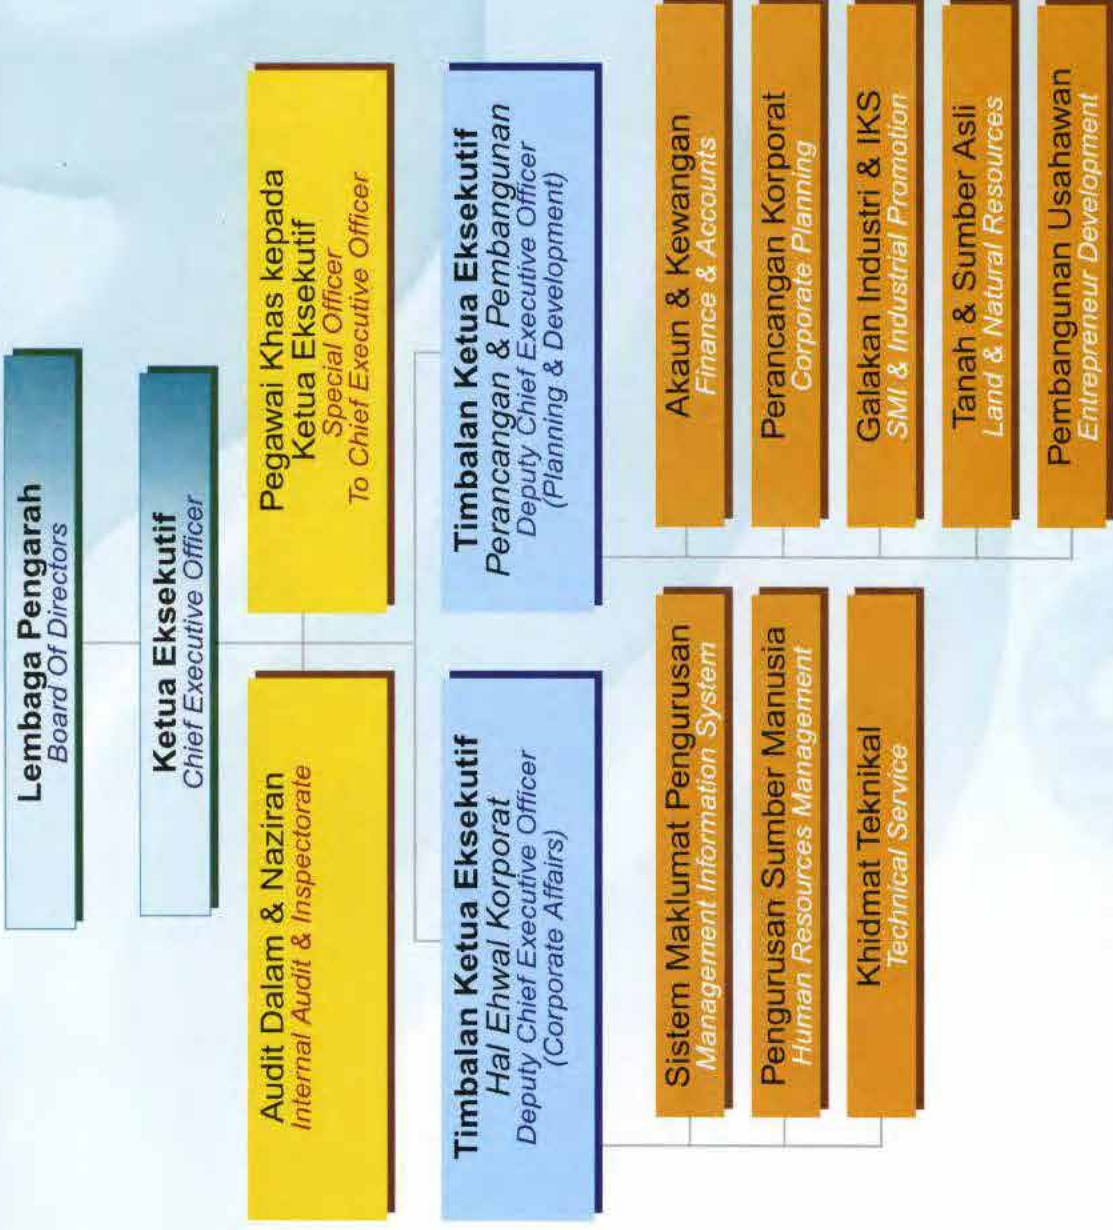 Lembaga Pengarah
Board Of Directors
Ketua Eksekutif
Chief Executive Officer
Audit Dalam & Naziran
Internal Audit & Inspectorate
Pegawai Khas kepada
Ketua Eksekutif
Special Officer
To Chief Executive Officer
Timbalan Ketua Eksekutif
Hal Ehwal Korporat
Deputy Chief Executive Officer
(Corporate Affairs)
Timbalan Ketua Eksekutif
Perancangan & Pembangunan
Deputy Chief Executive Officer
(Planning & Development)
Sistem Maklumat Pengurusan
Management Information System
Pengurusan Sumber Manusia
Human Resources Management
Khidmat Teknikal
Technical Service
Akaun & Kewangan
Finance & Accounts
Perancangan Korporat
Corporate Planning
Galakan Industri & IKS
SMI & Industrial Promotion
Tanah & Sumber Asli
Land & Natural Resources
Pembangunan Usahawan
Entrepreneur Development